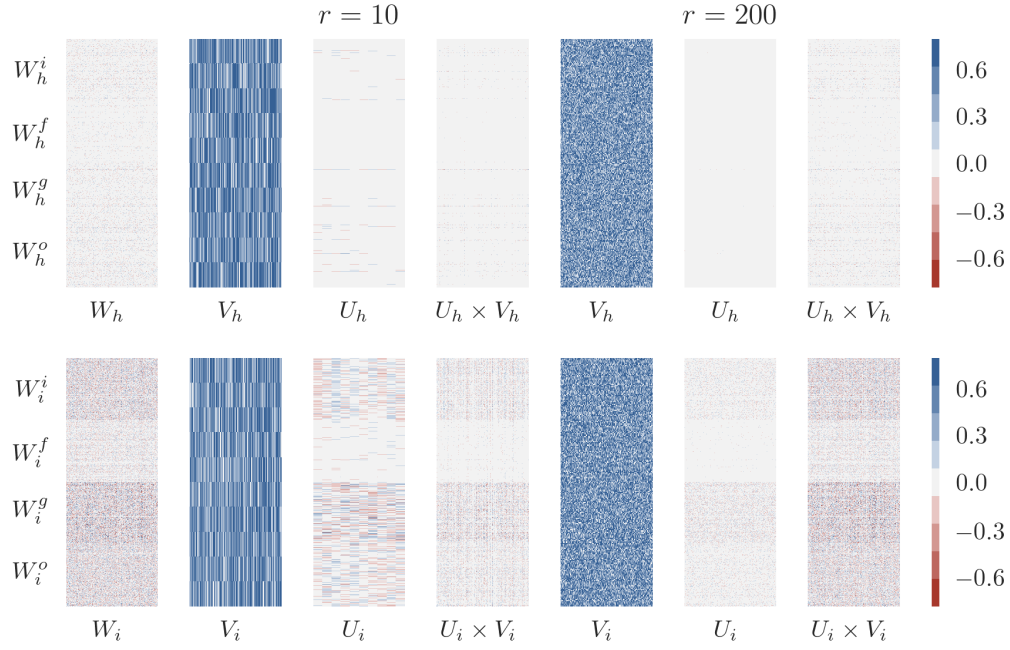 r = 10 r = 200
W_h^i
W_h^f
W_h^g
W_h^o
0.6
0.3
0.0
−0.3
−0.6
W_h V_h U_h U_h × V_h V_h U_h U_h × V_h
W_i^i
W_i^f
W_i^g
W_i^o
0.6
0.3
0.0
−0.3
−0.6
W_i V_i U_i U_i × V_i V_i U_i U_i × V_i